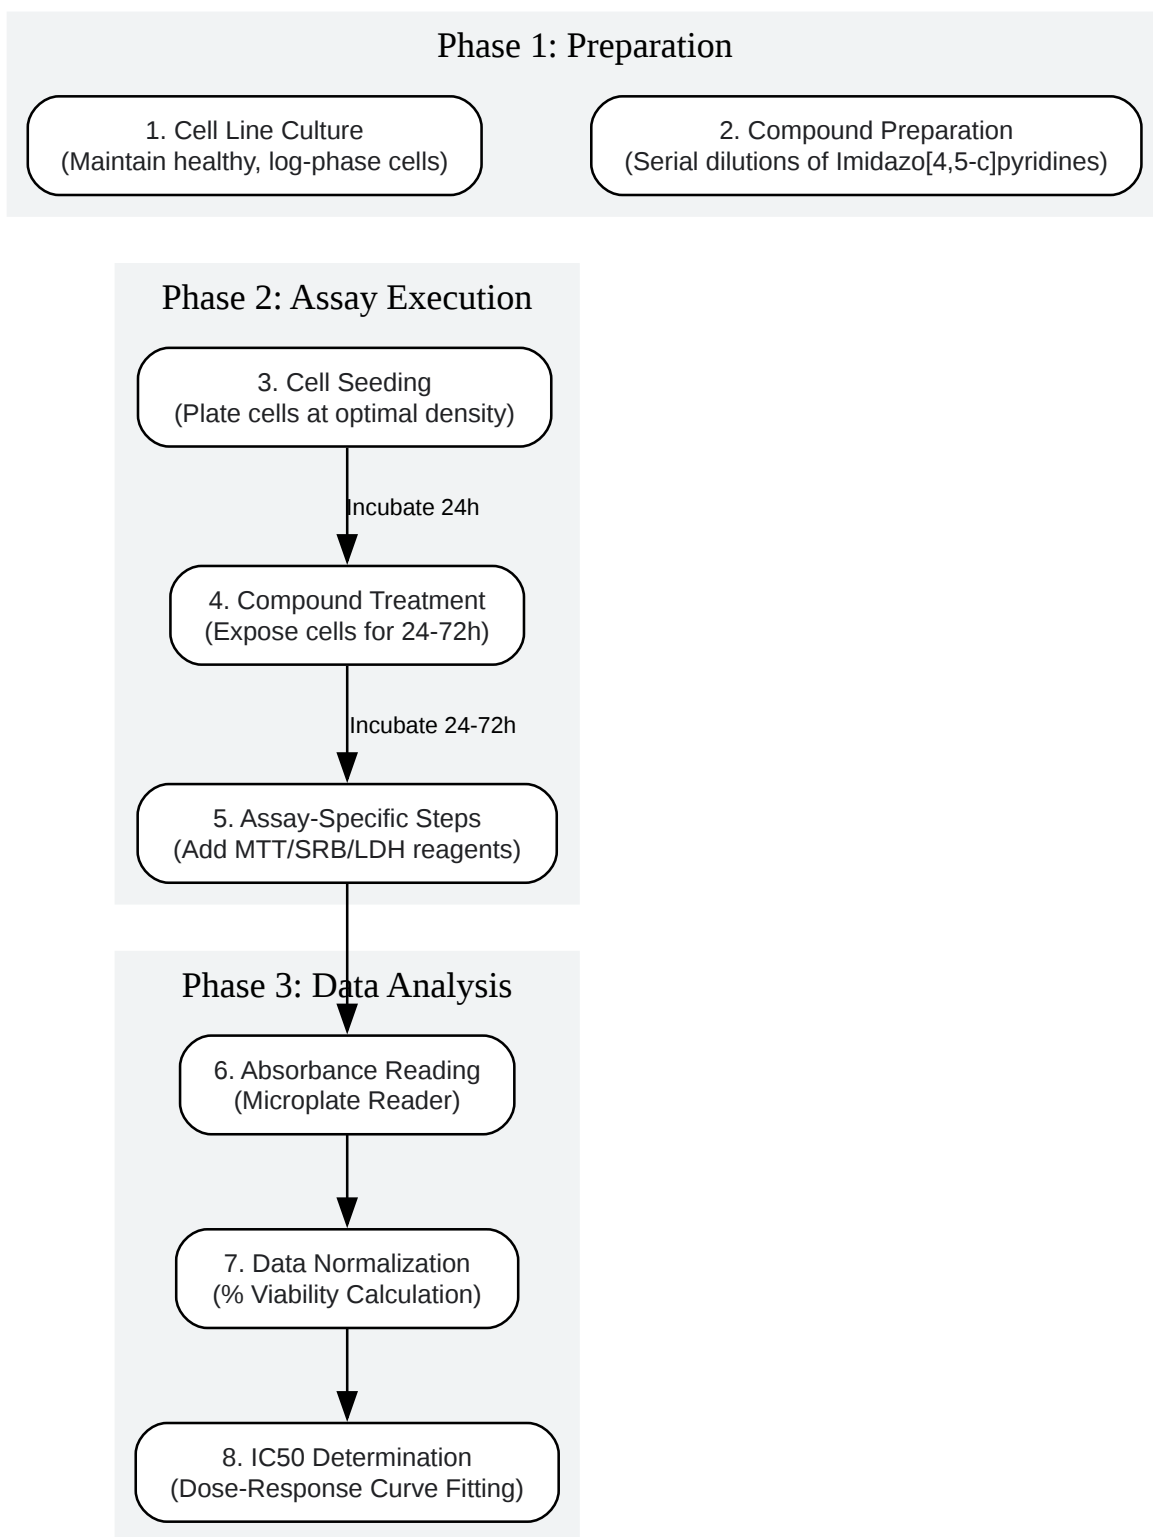 Phase 1: Preparation
1. Cell Line Culture
(Maintain healthy, log-phase cells)
2. Compound Preparation
(Serial dilutions of Imidazo[4,5-c]pyridines)
Phase 2: Assay Execution
3. Cell Seeding
(Plate cells at optimal density)
Incubate 24h
4. Compound Treatment
(Expose cells for 24-72h)
Incubate 24-72h
5. Assay-Specific Steps
(Add MTT/SRB/LDH reagents)
Phase 3: Data Analysis
6. Absorbance Reading
(Microplate Reader)
7. Data Normalization
(% Viability Calculation)
8. IC50 Determination
(Dose-Response Curve Fitting)